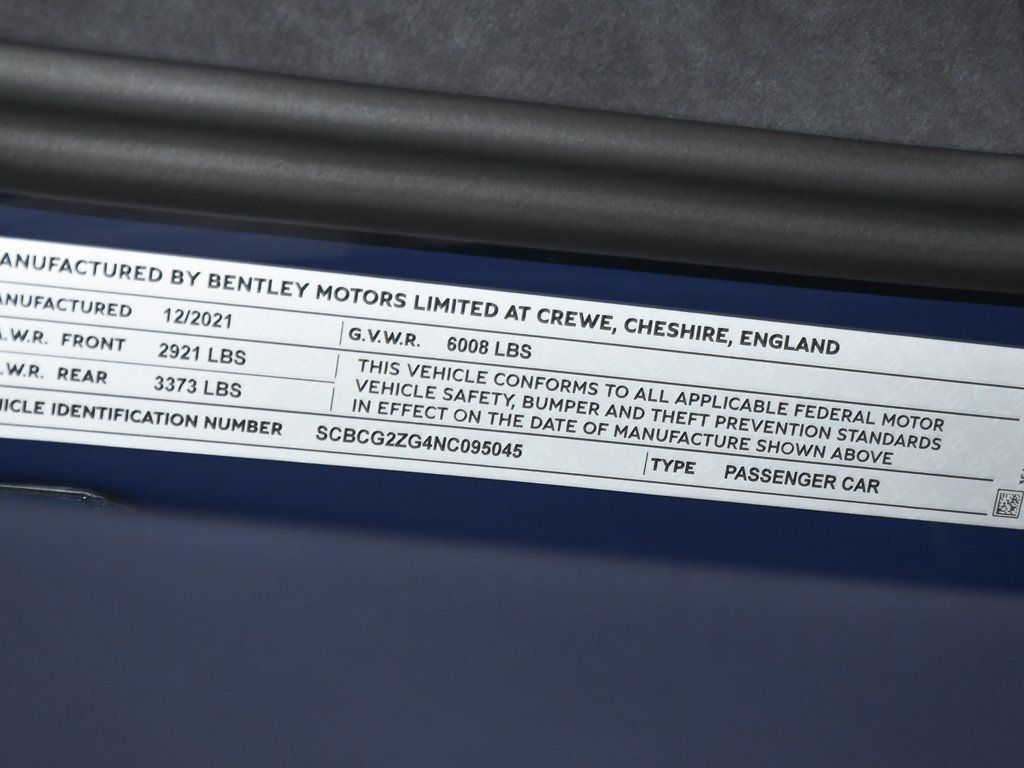 ANUFACTURED BY BENTLEY MOTORS LIMITED AT CREWE, CHESHIRE, ENGLAND
ANUFACTURED 12/2021
G.V.W.R. 6008 LBS
.W.R. FRONT 2921 LBS
.W.R. REAR 3373 LBS
THIS VEHICLE CONFORMS TO ALL APPLICABLE FEDERAL MOTOR
VEHICLE SAFETY, BUMPER AND THEFT PREVENTION STANDARDS
IN EFFECT ON THE DATE OF MANUFACTURE SHOWN ABOVE
HICLE IDENTIFICATION NUMBER SCBCG2ZG4NC095045
TYPE PASSENGER CAR